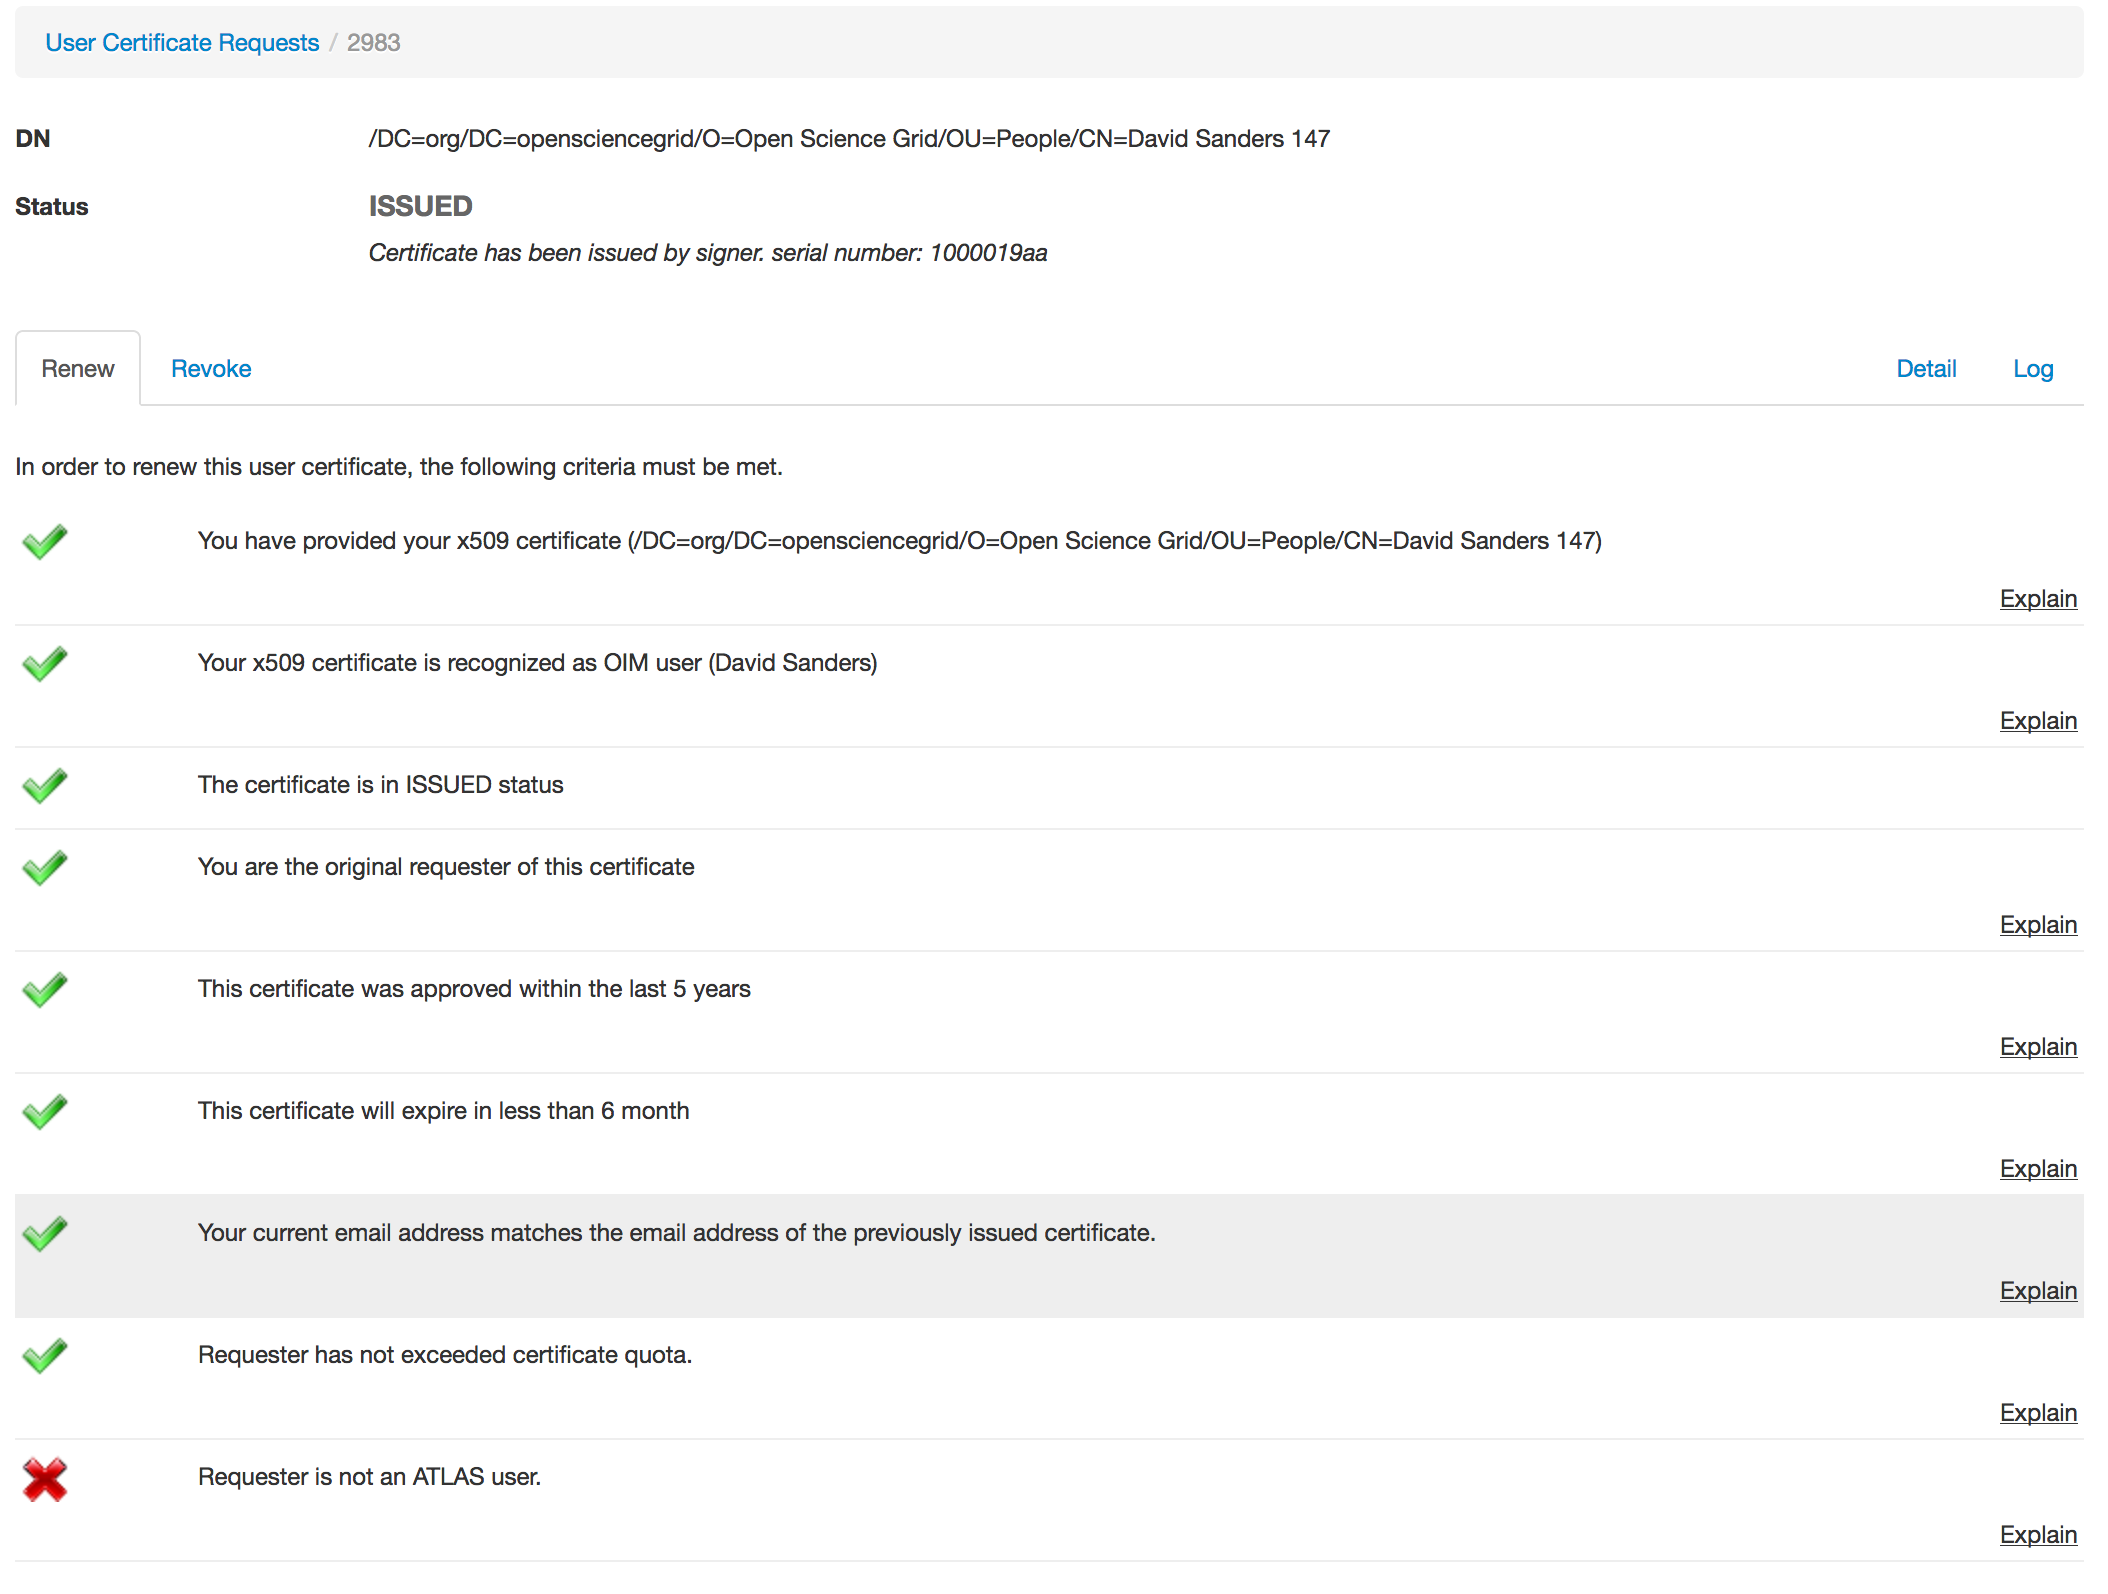 User Certificate Requests / 2983
DN /DC=org/DC=opensciencegrid/O=Open Science Grid/OU=People/CN=David Sanders 147
Status ISSUED
Certificate has been issued by signer. serial number: 1000019aa
Renew Revoke Detail Log
In order to renew this user certificate, the following criteria must be met.
You have provided your x509 certificate (/DC=org/DC=opensciencegrid/O=Open Science Grid/OU=People/CN=David Sanders 147)
Explain
Your x509 certificate is recognized as OIM user (David Sanders)
Explain
The certificate is in ISSUED status
You are the original requester of this certificate
Explain
This certificate was approved within the last 5 years
Explain
This certificate will expire in less than 6 month
Explain
Your current email address matches the email address of the previously issued certificate.
Explain
Requester has not exceeded certificate quota.
Explain
Requester is not an ATLAS user.
Explain